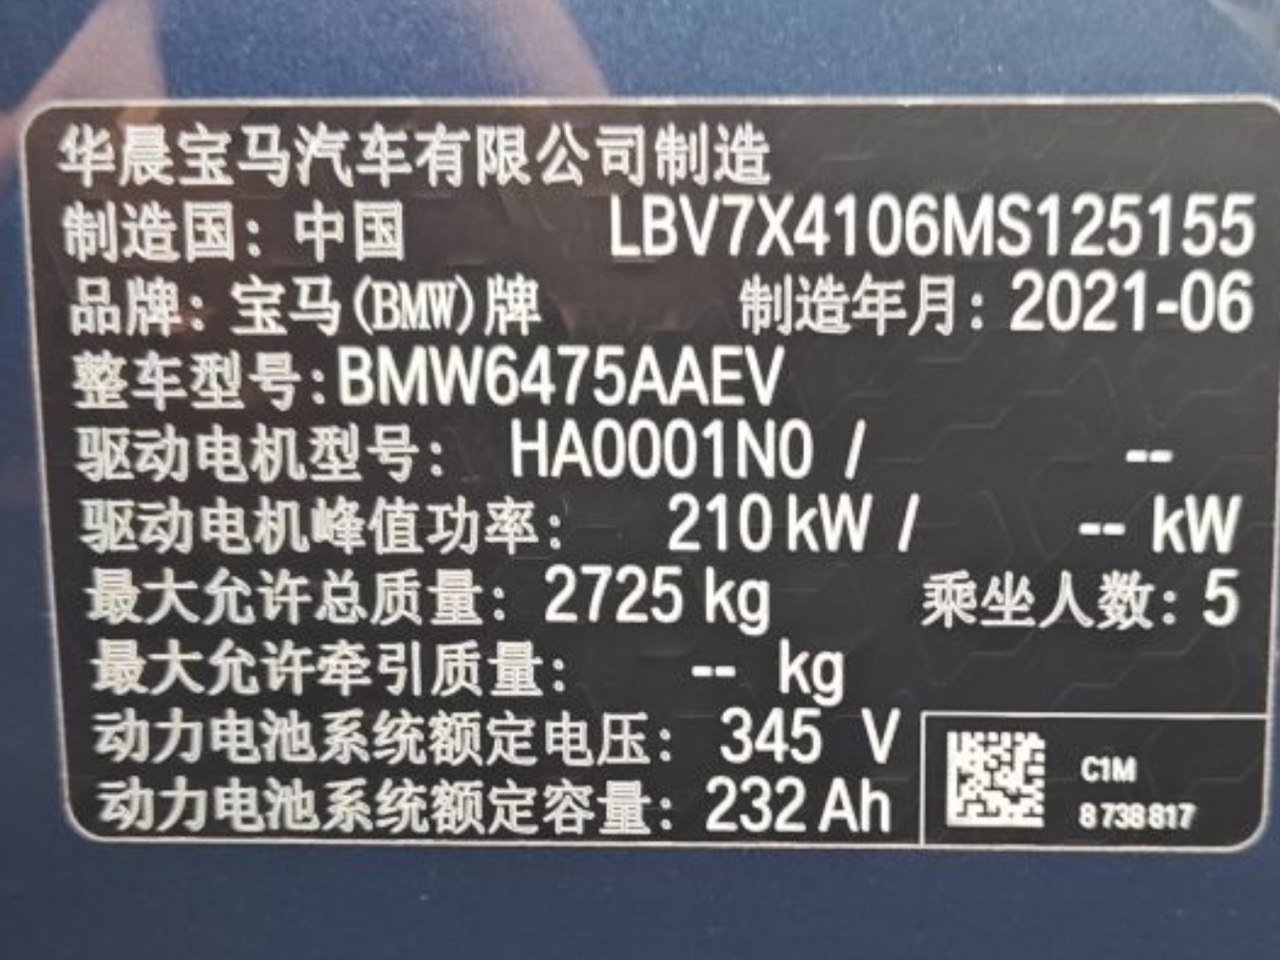 华晨宝马汽车有限公司制造
制造国：中国 LBV7X4106MS125155
品牌：宝马(BMW)牌 制造年月：2021-06
整车型号:BMW6475AAEV
驱动电机型号： HA0001N0 / --
驱动电机峰值功率： 210 kW / -- kW
最大允许总质量：2725 kg 乘坐人数：5
最大允许牵引质量： -- kg
动力电池系统额定电压： 345 V
动力电池系统额定容量：232 Ah
C1M
8 738 817